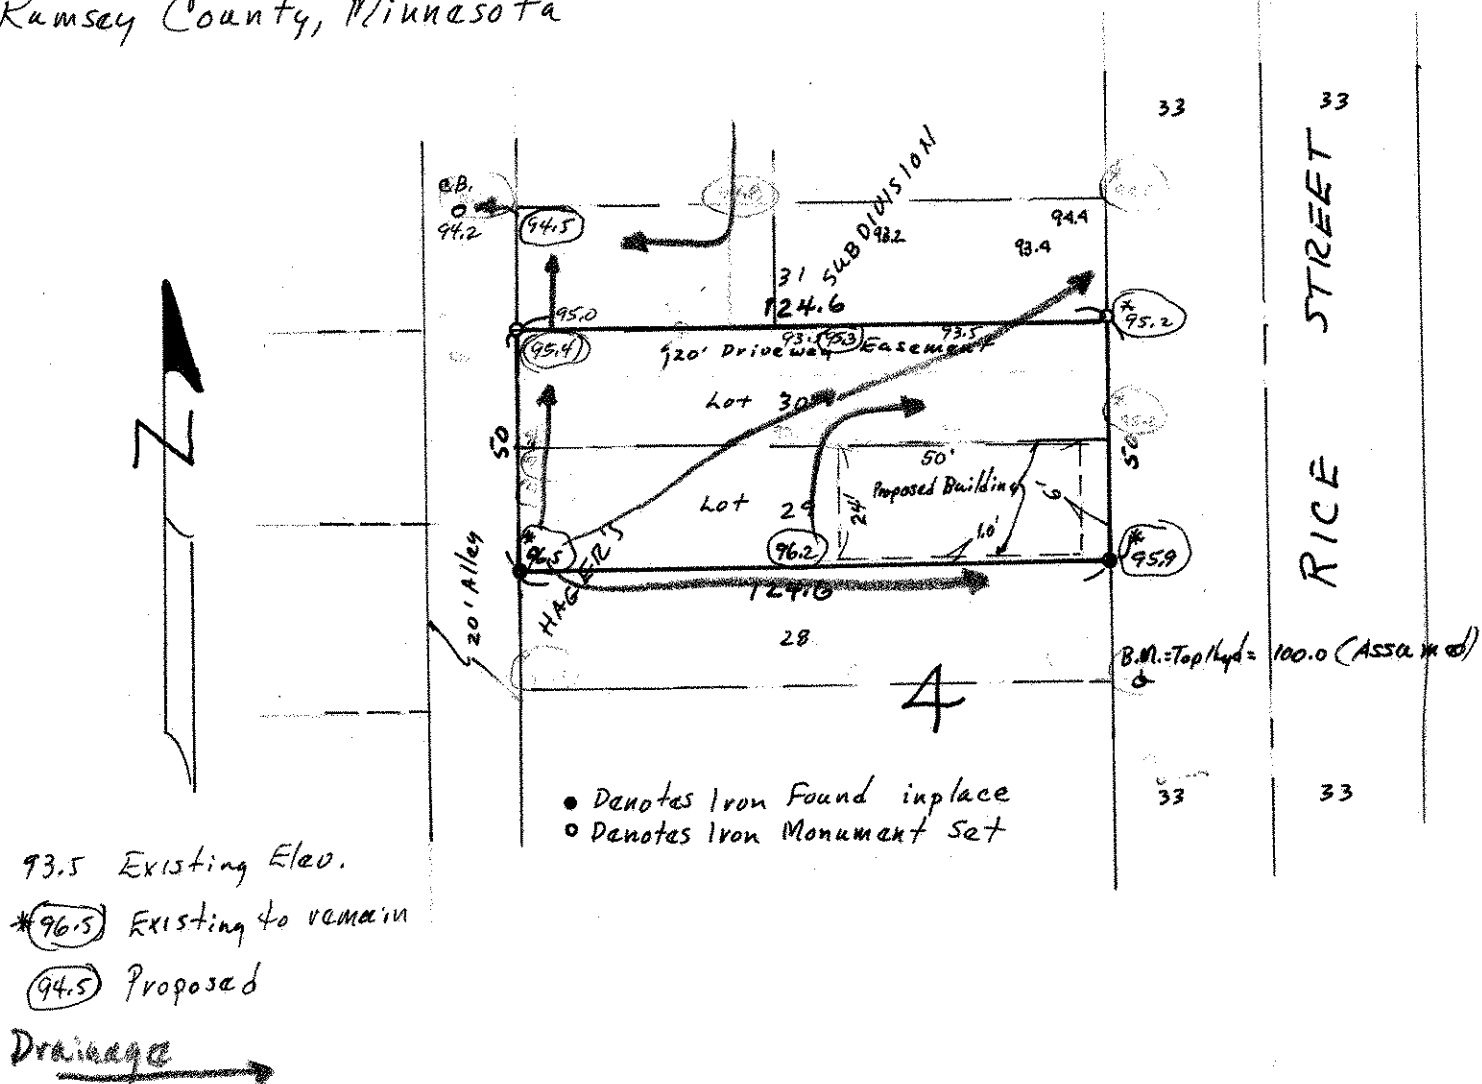 Ramsey County, Minnesota
33
33
C.B.
94.2
94.5
SUBDIVISION
93.2
94.4
93.4
31
124.6
95.0
* 95.2
95.4
93.5 95.3 93.5
20' Driveway Easement
Lot 30
50
50
50'
Proposed Building
24'
Lot 29
1.0'
* 96.5
96.2
* 95.9
HAGER'S
124.6
20' Alley
28
B.M.=Top Hyd= 100.0 (Assumed)
4
RICE STREET
N
● Denotes Iron Found inplace
○ Denotes Iron Monument Set
33
33
93.5 Existing Elev.
* 96.5 Existing to remain
94.5 Proposed
Drainage